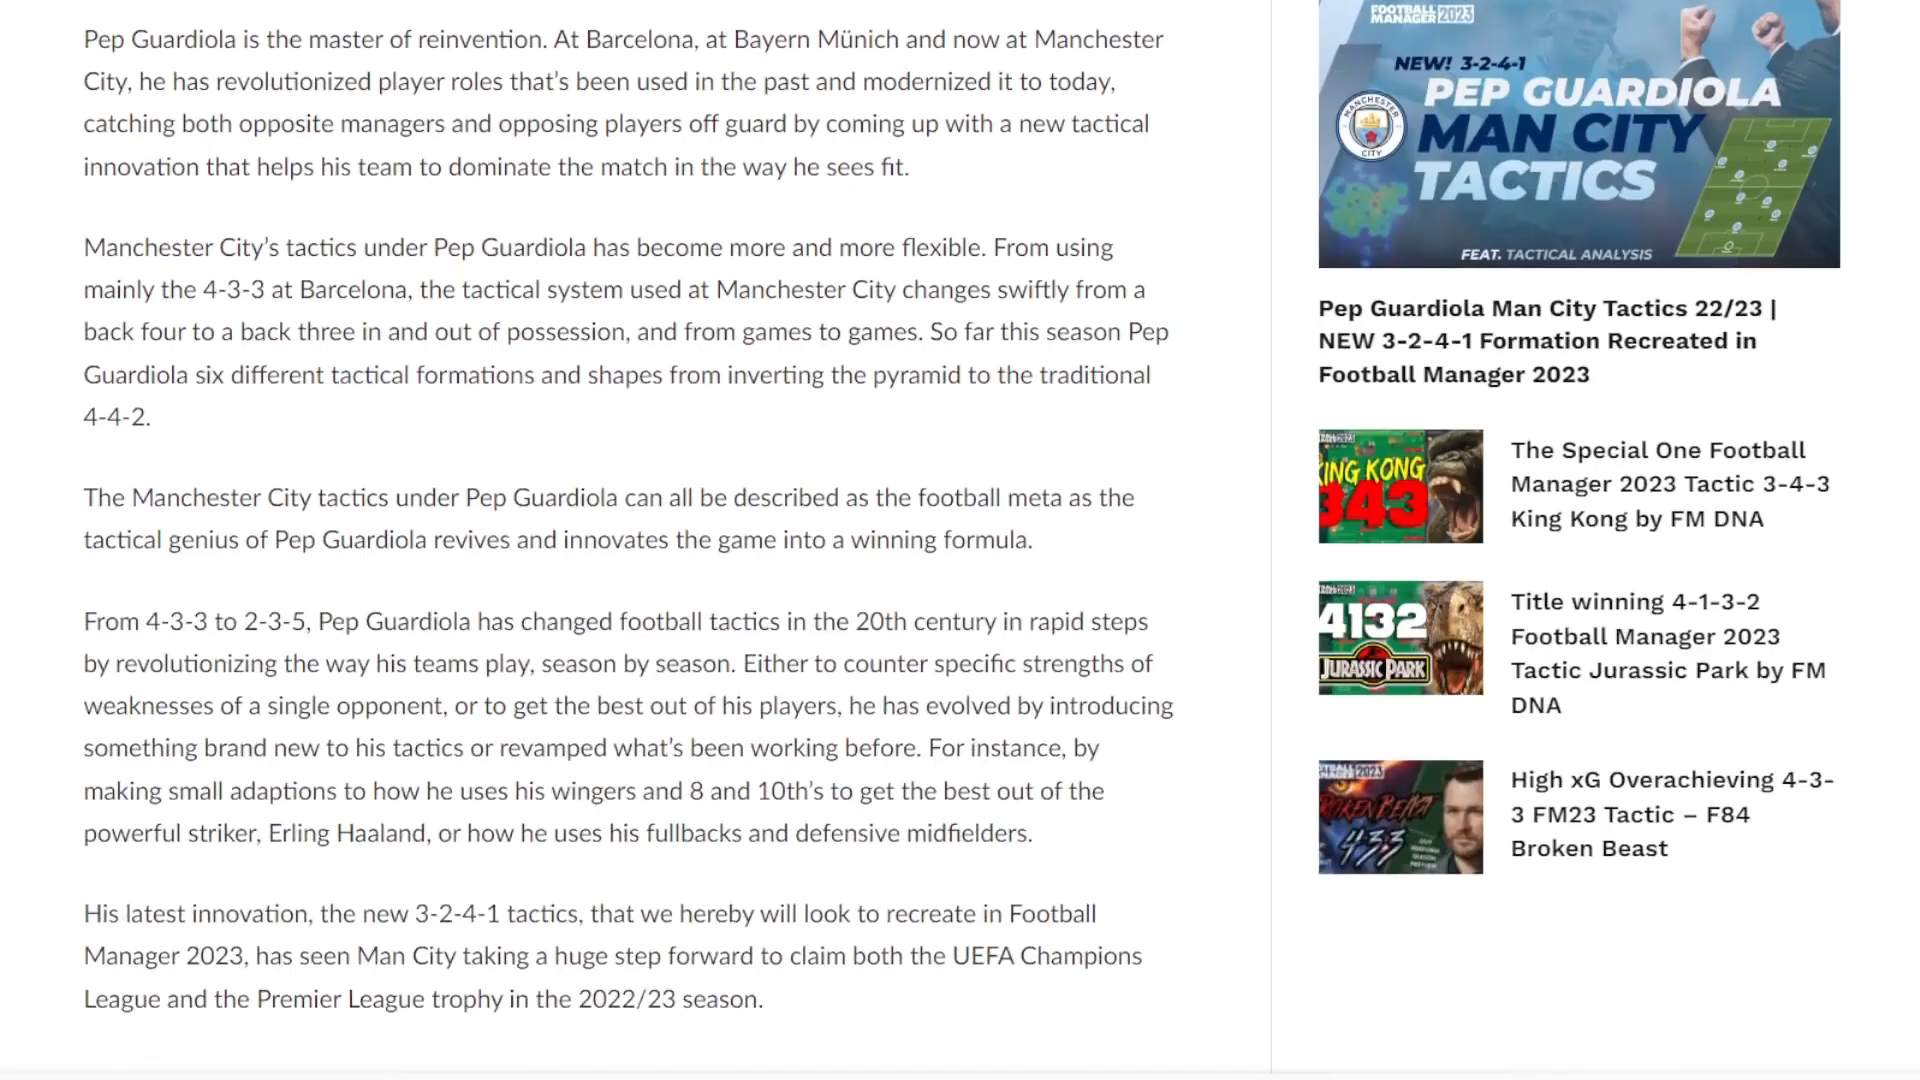 Pep Guardiola is the master of reinvention. At Barcelona, at Bayern Münich and now at Manchester
City, he has revolutionized player roles that’s been used in the past and modernized it to today,
catching both opposite managers and opposing players off guard by coming up with a new tactical
innovation that helps his team to dominate the match in the way he sees fit.
Manchester City’s tactics under Pep Guardiola has become more and more flexible. From using
mainly the 4-3-3 at Barcelona, the tactical system used at Manchester City changes swiftly from a
back four to a back three in and out of possession, and from games to games. So far this season Pep
Guardiola six different tactical formations and shapes from inverting the pyramid to the traditional
4-4-2.
The Manchester City tactics under Pep Guardiola can all be described as the football meta as the
tactical genius of Pep Guardiola revives and innovates the game into a winning formula.
From 4-3-3 to 2-3-5, Pep Guardiola has changed football tactics in the 20th century in rapid steps
by revolutionizing the way his teams play, season by season. Either to counter specific strengths of
weaknesses of a single opponent, or to get the best out of his players, he has evolved by introducing
something brand new to his tactics or revamped what’s been working before. For instance, by
making small adaptions to how he uses his wingers and 8 and 10th’s to get the best out of the
powerful striker, Erling Haaland, or how he uses his fullbacks and defensive midfielders.
His latest innovation, the new 3-2-4-1 tactics, that we hereby will look to recreate in Football
Manager 2023, has seen Man City taking a huge step forward to claim both the UEFA Champions
League and the Premier League trophy in the 2022/23 season.
FOOTBALL
MANAGER 2023
NEW! 3-2-4-1
PEP GUARDIOLA
MAN CITY
TACTICS
MANCHESTER
CITY
FEAT. TACTICAL ANALYSIS
Pep Guardiola Man City Tactics 22/23 |
NEW 3-2-4-1 Formation Recreated in
Football Manager 2023
KING KONG
343
The Special One Football
Manager 2023 Tactic 3-4-3
King Kong by FM DNA
4132
JURASSIC PARK
Title winning 4-1-3-2
Football Manager 2023
Tactic Jurassic Park by FM
DNA
2023
BROKEN BEAST
433
High xG Overachieving 4-3-
3 FM23 Tactic – F84
Broken Beast